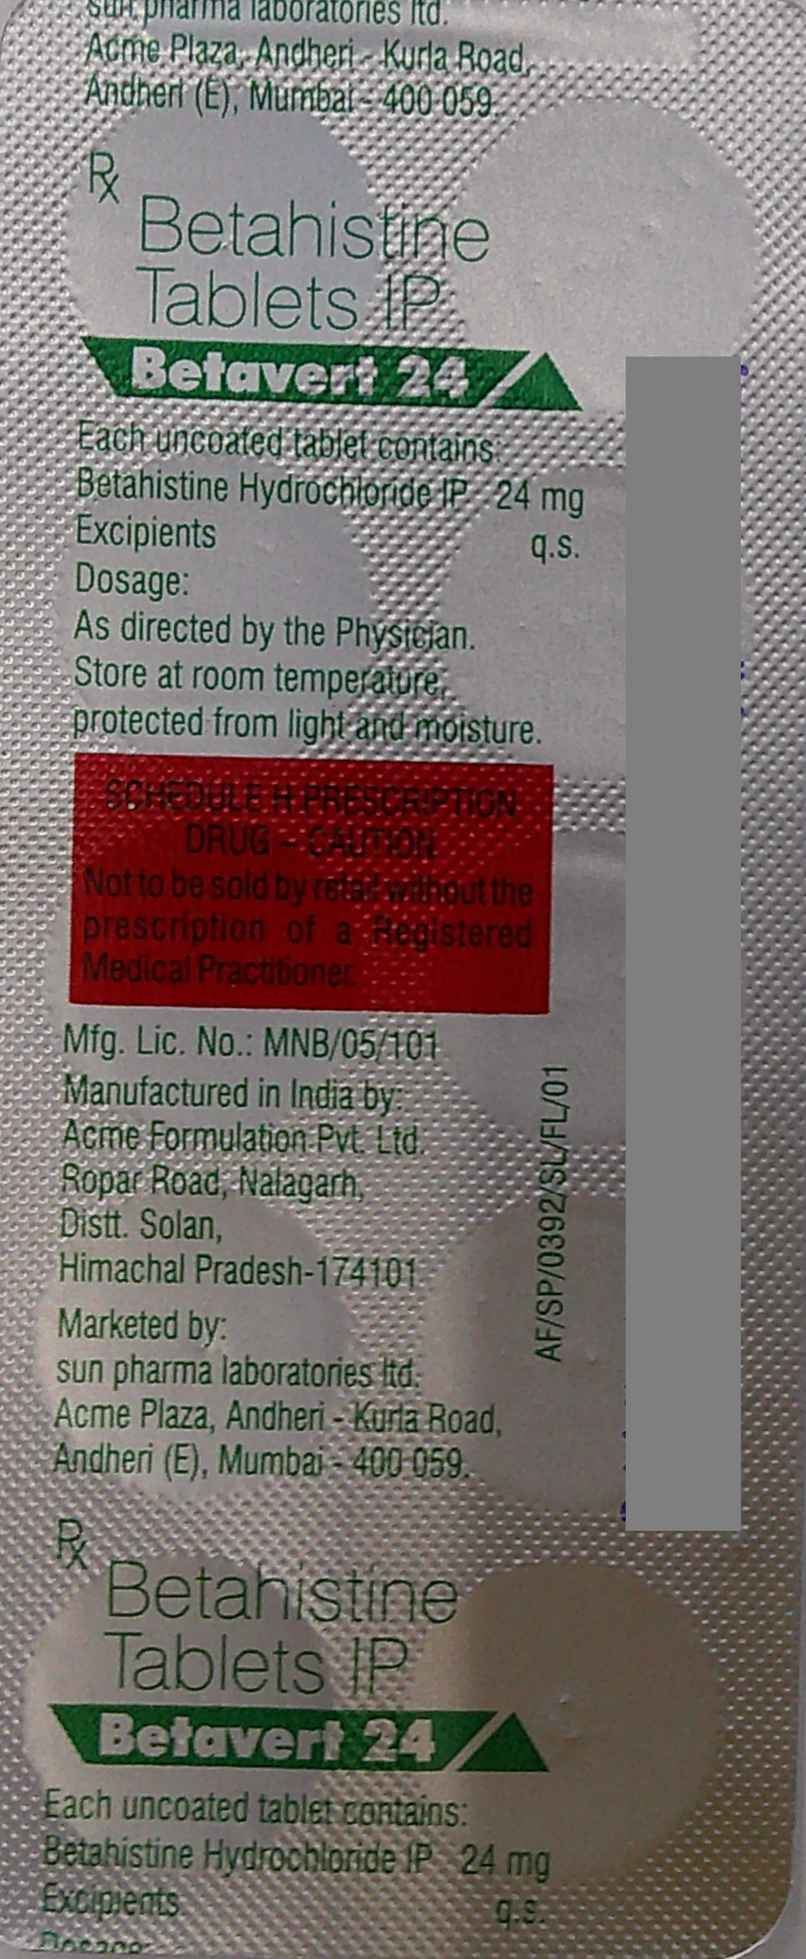 sun pharma laboratories ltd.
Acme Plaza, Andheri - Kurla Road,
Andheri (E), Mumbai - 400 059.
Rx
Betahistine
Tablets IP
Betavert 24
Each uncoated tablet contains:
Betahistine Hydrochloride IP 24 mg
Excipients q.s.
Dosage:
As directed by the Physician.
Store at room temperature,
protected from light and moisture.
SCHEDULE H PRESCRIPTION
DRUG – CAUTION
Not to be sold by retail without the
prescription of a Registered
Medical Practitioner.
Mfg. Lic. No.: MNB/05/101
Manufactured in India by:
Acme Formulation Pvt. Ltd.
Ropar Road, Nalagarh,
Distt. Solan,
Himachal Pradesh-174101.
AF/SP/0392/SL/FL/01
Marketed by:
sun pharma laboratories ltd.
Acme Plaza, Andheri - Kurla Road,
Andheri (E), Mumbai - 400 059.
Rx
Betahistine
Tablets IP
Betavert 24
Each uncoated tablet contains:
Betahistine Hydrochloride IP 24 mg
Excipients q.s.
Dosage: